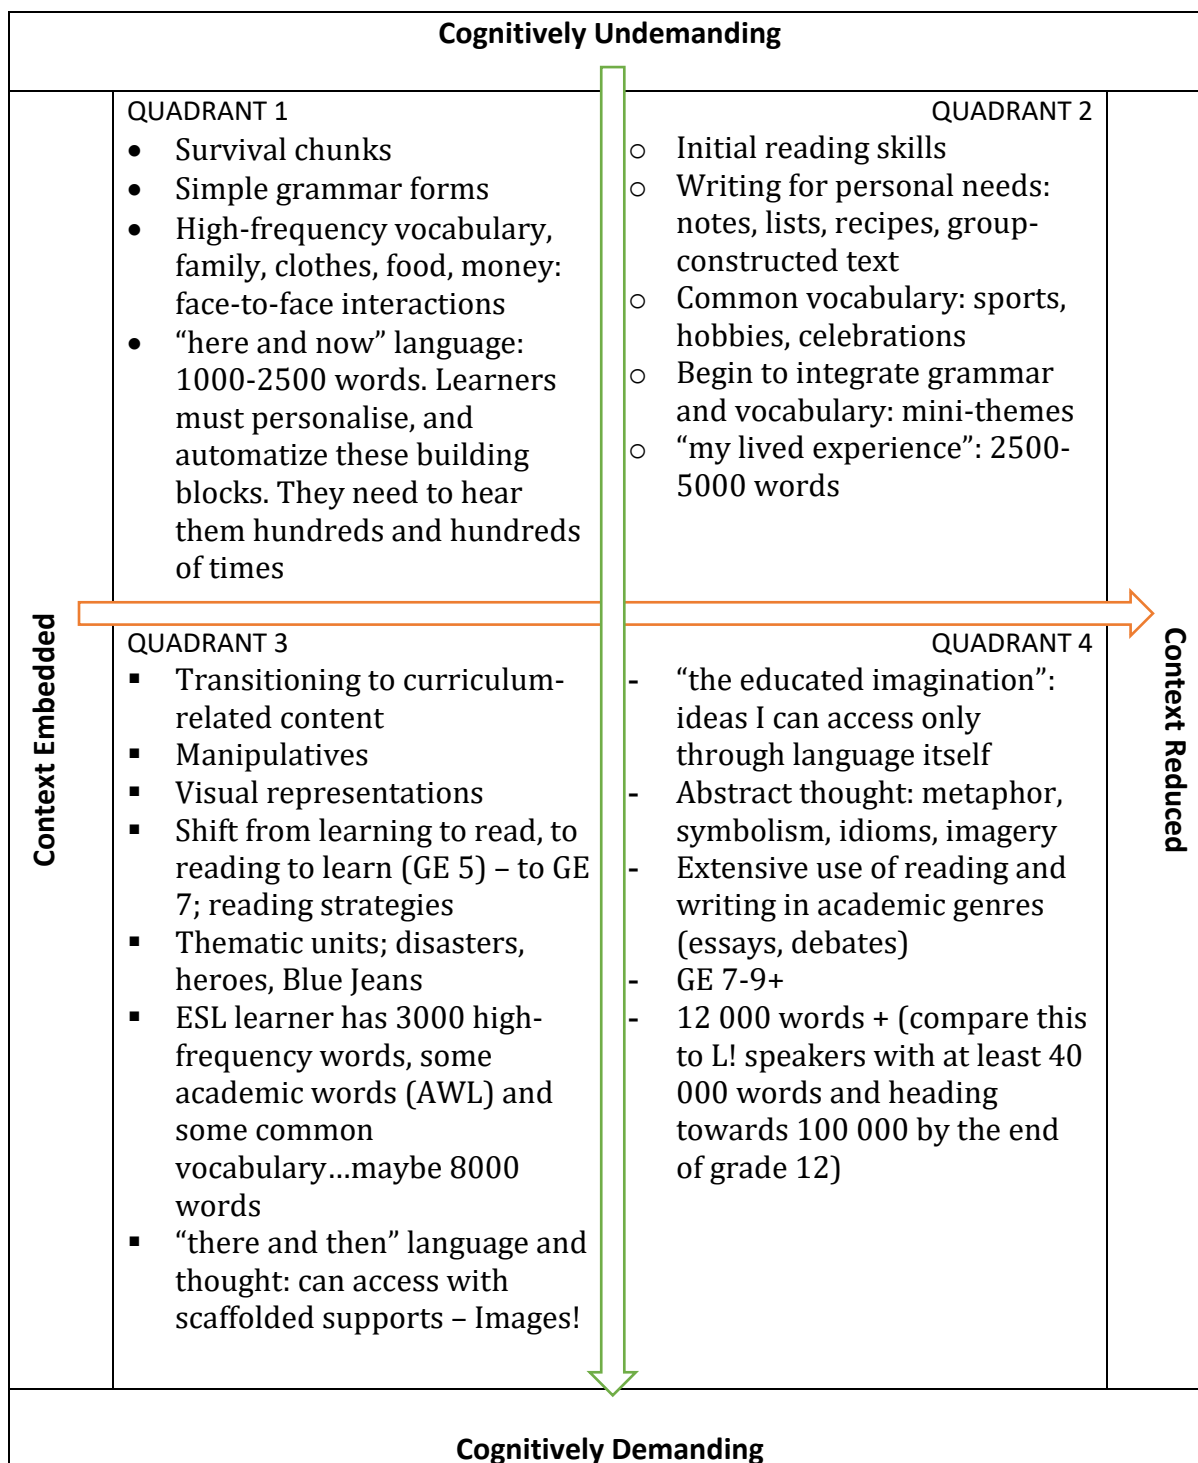 Cognitively Undemanding
QUADRANT 1
• Survival chunks
• Simple grammar forms
• High-frequency vocabulary,
family, clothes, food, money:
face-to-face interactions
• “here and now” language:
1000-2500 words. Learners
must personalise, and
automatize these building
blocks. They need to hear
them hundreds and hundreds
of times
QUADRANT 2
o Initial reading skills
o Writing for personal needs:
notes, lists, recipes, group-
constructed text
o Common vocabulary: sports,
hobbies, celebrations
o Begin to integrate grammar
and vocabulary: mini-themes
o “my lived experience”: 2500-
5000 words
Context Embedded
QUADRANT 3
▪ Transitioning to curriculum-
related content
▪ Manipulatives
▪ Visual representations
▪ Shift from learning to read, to
reading to learn (GE 5) – to GE
7; reading strategies
▪ Thematic units; disasters,
heroes, Blue Jeans
▪ ESL learner has 3000 high-
frequency words, some
academic words (AWL) and
some common
vocabulary…maybe 8000
words
▪ “there and then” language and
thought: can access with
scaffolded supports – Images!
QUADRANT 4
- “the educated imagination”:
ideas I can access only
through language itself
- Abstract thought: metaphor,
symbolism, idioms, imagery
- Extensive use of reading and
writing in academic genres
(essays, debates)
- GE 7-9+
- 12 000 words + (compare this
to L! speakers with at least 40
000 words and heading
towards 100 000 by the end
of grade 12)
Context Reduced
Cognitively Demanding